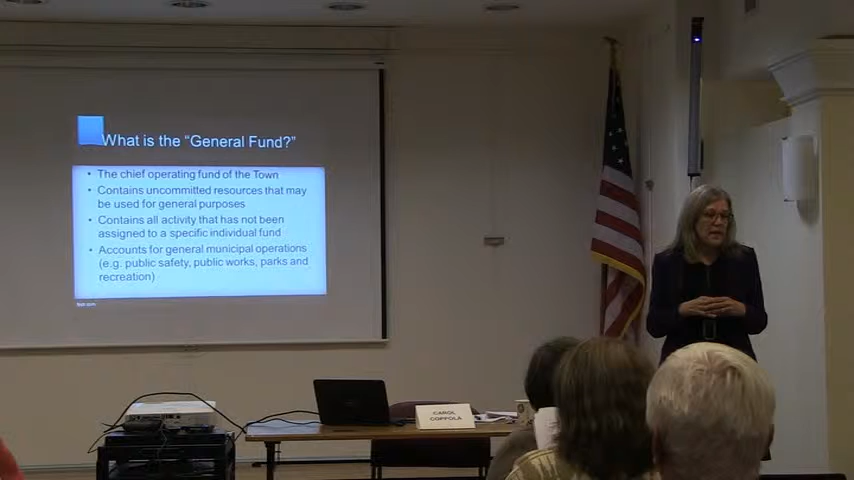 What is the “General Fund?”
• The chief operating fund of the Town
• Contains uncommitted resources that may
be used for general purposes
• Contains all activity that has not been
assigned to a specific individual fund
• Accounts for general municipal operations
(e.g. public safety, public works, parks and
recreation)
CAROL
COPPOLA